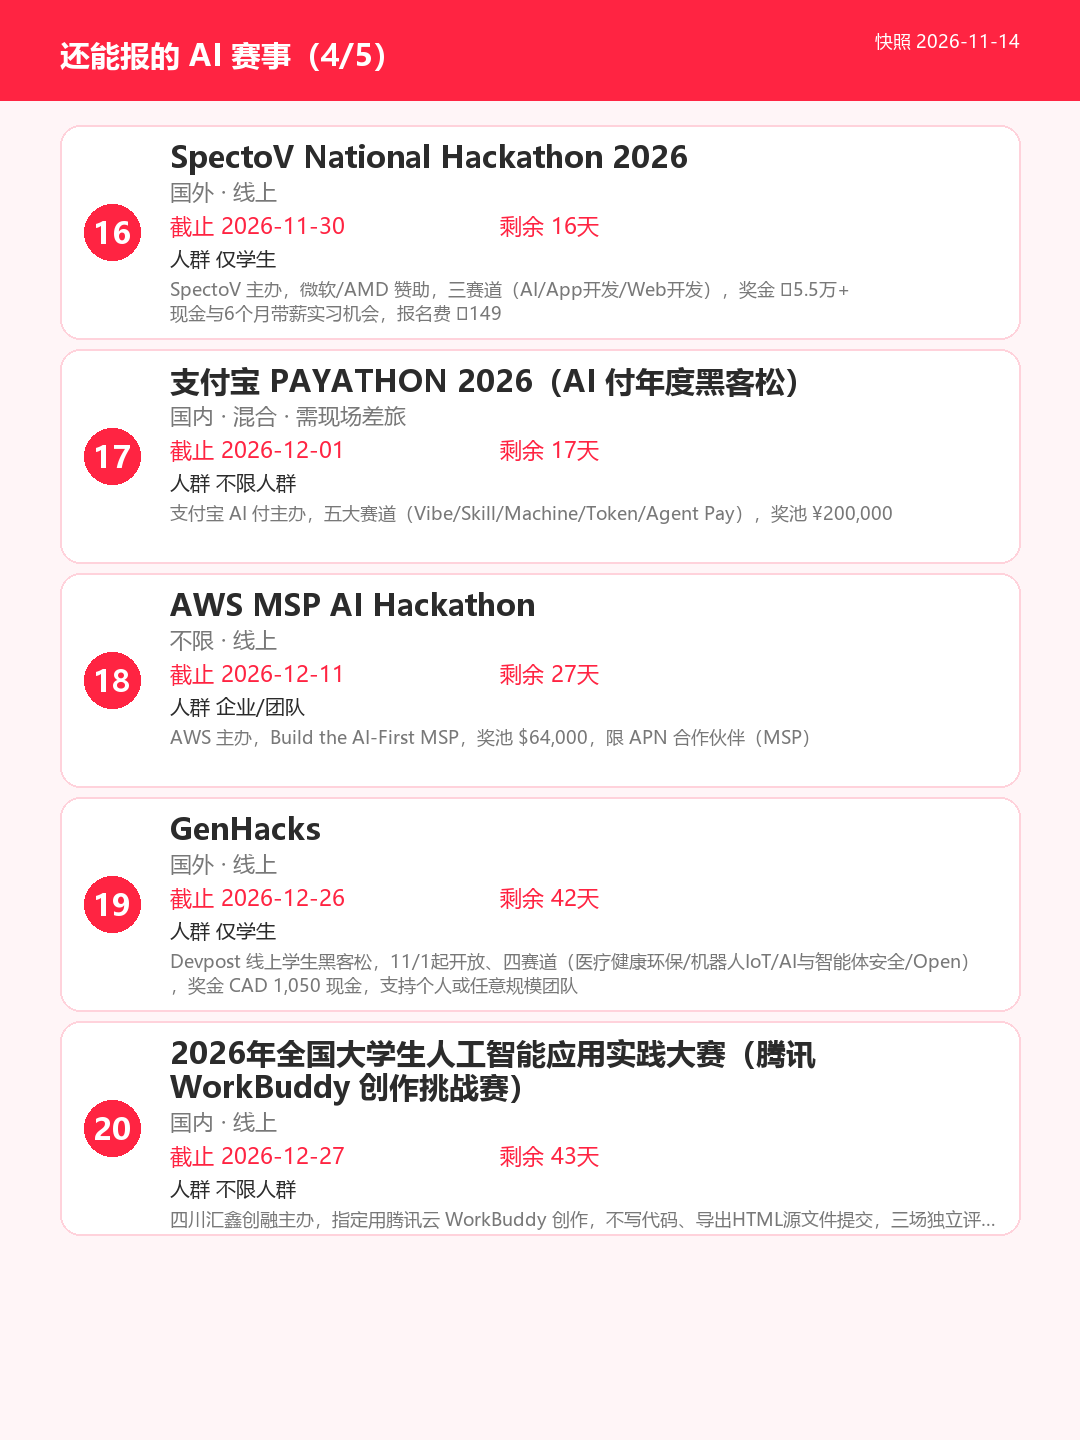 还能报的 AI 赛事（4/5）
快照 2026-11-14
SpectoV National Hackathon 2026
国外 · 线上
16
截止 2026-11-30
剩余 16天
人群 仅学生
SpectoV 主办，微软/AMD 赞助，三赛道（AI/App开发/Web开发），奖金 ▯5.5万+
现金与6个月带薪实习机会，报名费 ▯149
支付宝 PAYATHON 2026（AI 付年度黑客松）
国内 · 混合 · 需现场差旅
17
截止 2026-12-01
剩余 17天
人群 不限人群
支付宝 AI 付主办，五大赛道（Vibe/Skill/Machine/Token/Agent Pay），奖池 ¥200,000
AWS MSP AI Hackathon
不限 · 线上
18
截止 2026-12-11
剩余 27天
人群 企业/团队
AWS 主办，Build the AI-First MSP，奖池 $64,000，限 APN 合作伙伴（MSP）
GenHacks
国外 · 线上
19
截止 2026-12-26
剩余 42天
人群 仅学生
Devpost 线上学生黑客松，11/1起开放、四赛道（医疗健康环保/机器人IoT/AI与智能体安全/Open）
，奖金 CAD 1,050 现金，支持个人或任意规模团队
2026年全国大学生人工智能应用实践大赛（腾讯
WorkBuddy 创作挑战赛）
国内 · 线上
20
截止 2026-12-27
剩余 43天
人群 不限人群
四川汇鑫创融主办，指定用腾讯云 WorkBuddy 创作，不写代码、导出HTML源文件提交，三场独立评…